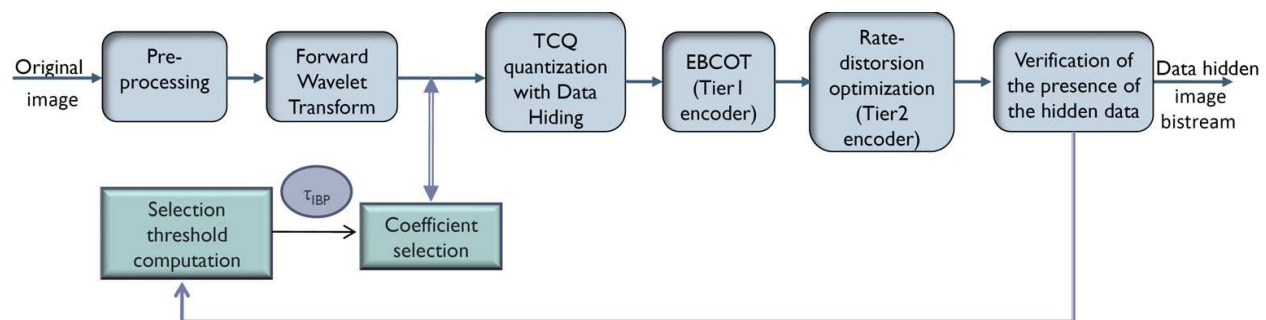 Original
image
Pre-
processing
Forward
Wavelet
Transform
TCQ
quantization
with Data
Hiding
EBCOT
(Tier1
encoder)
Rate-
distorsion
optimization
(Tier2
encoder)
Verification of
the presence of
the hidden data
Data hidden
image
bistream
Selection
threshold
computation
τIBP
Coefficient
selection